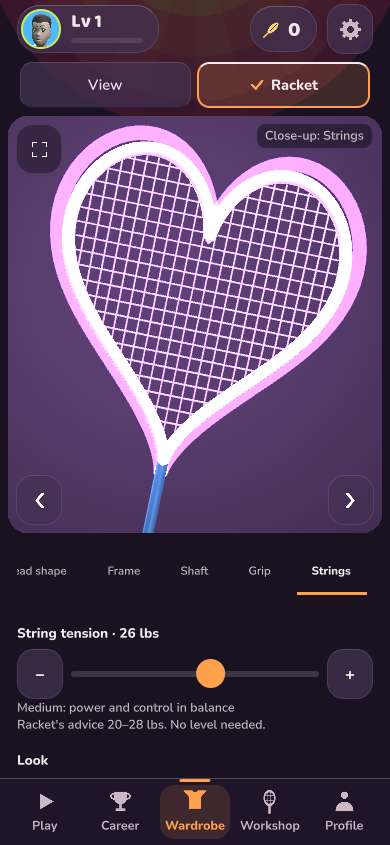 Lv 1
0
View
Racket
Close-up: Strings
ead shape
Frame
Shaft
Grip
Strings
String tension · 26 lbs
−
+
Medium: power and control in balance
Racket's advice 20–28 lbs. No level needed.
Look
Play
Career
Wardrobe
Workshop
Profile